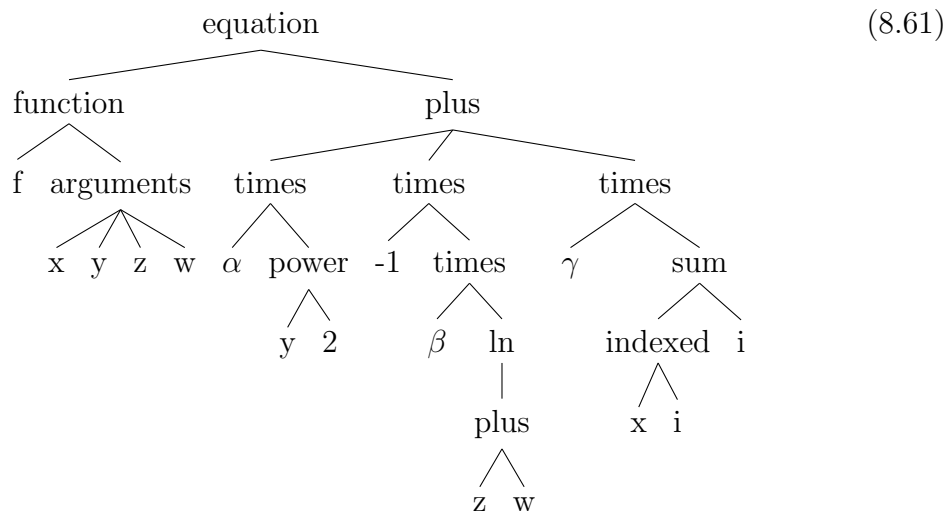 equation (8.61)
function plus
f arguments times times times
x y z w α power -1 times γ sum
y 2 β ln indexed i
plus x i
z w